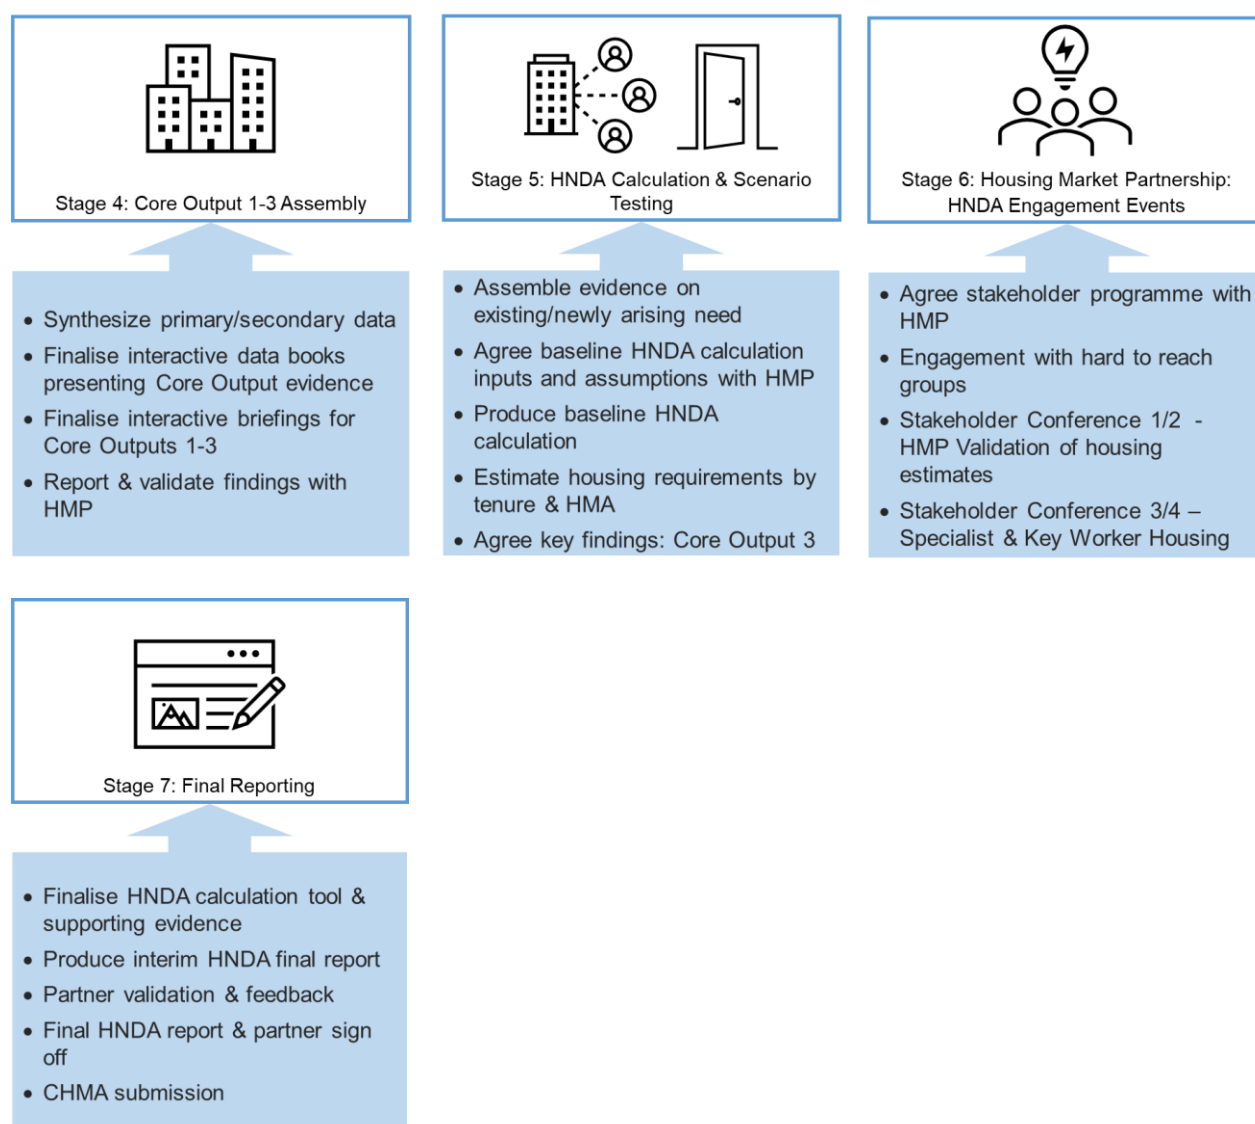 Stage 4: Core Output 1-3 Assembly
• Synthesize primary/secondary data
• Finalise interactive data books
presenting Core Output evidence
• Finalise interactive briefings for
Core Outputs 1-3
• Report & validate findings with
HMP
Stage 5: HNDA Calculation & Scenario
Testing
• Assemble evidence on
existing/newly arising need
• Agree baseline HNDA calculation
inputs and assumptions with HMP
• Produce baseline HNDA
calculation
• Estimate housing requirements by
tenure & HMA
• Agree key findings: Core Output 3
Stage 6: Housing Market Partnership:
HNDA Engagement Events
• Agree stakeholder programme with
HMP
• Engagement with hard to reach
groups
• Stakeholder Conference 1/2 -
HMP Validation of housing
estimates
• Stakeholder Conference 3/4 –
Specialist & Key Worker Housing
Stage 7: Final Reporting
• Finalise HNDA calculation tool &
supporting evidence
• Produce interim HNDA final report
• Partner validation & feedback
• Final HNDA report & partner sign
off
• CHMA submission